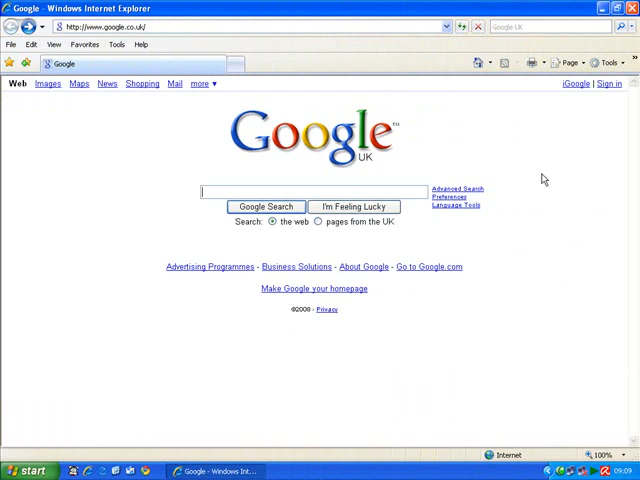 Google - Windows Internet Explorer
http://www.google.co.uk/
Google UK
File Edit View Favorites Tools Help
Google
Page Tools
Web Images Maps News Shopping Mail more ▼
iGoogle | Sign in
Google™
UK
Advanced Search
Preferences
Language Tools
Google Search I'm Feeling Lucky
Search: the web pages from the UK
Advertising Programmes - Business Solutions - About Google - Go to Google.com
Make Google your homepage
©2008 - Privacy
Internet 100%
start Google - Windows Int... 09:09